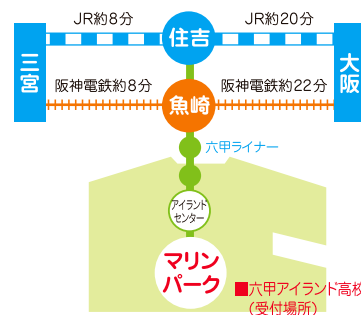 JR約8分
JR約20分
住吉
三宮
大阪
阪神電鉄約8分
阪神電鉄約22分
魚崎
六甲ライナー
アイランド
センター
マリン
パーク
■六甲アイランド高校
(受付場所)